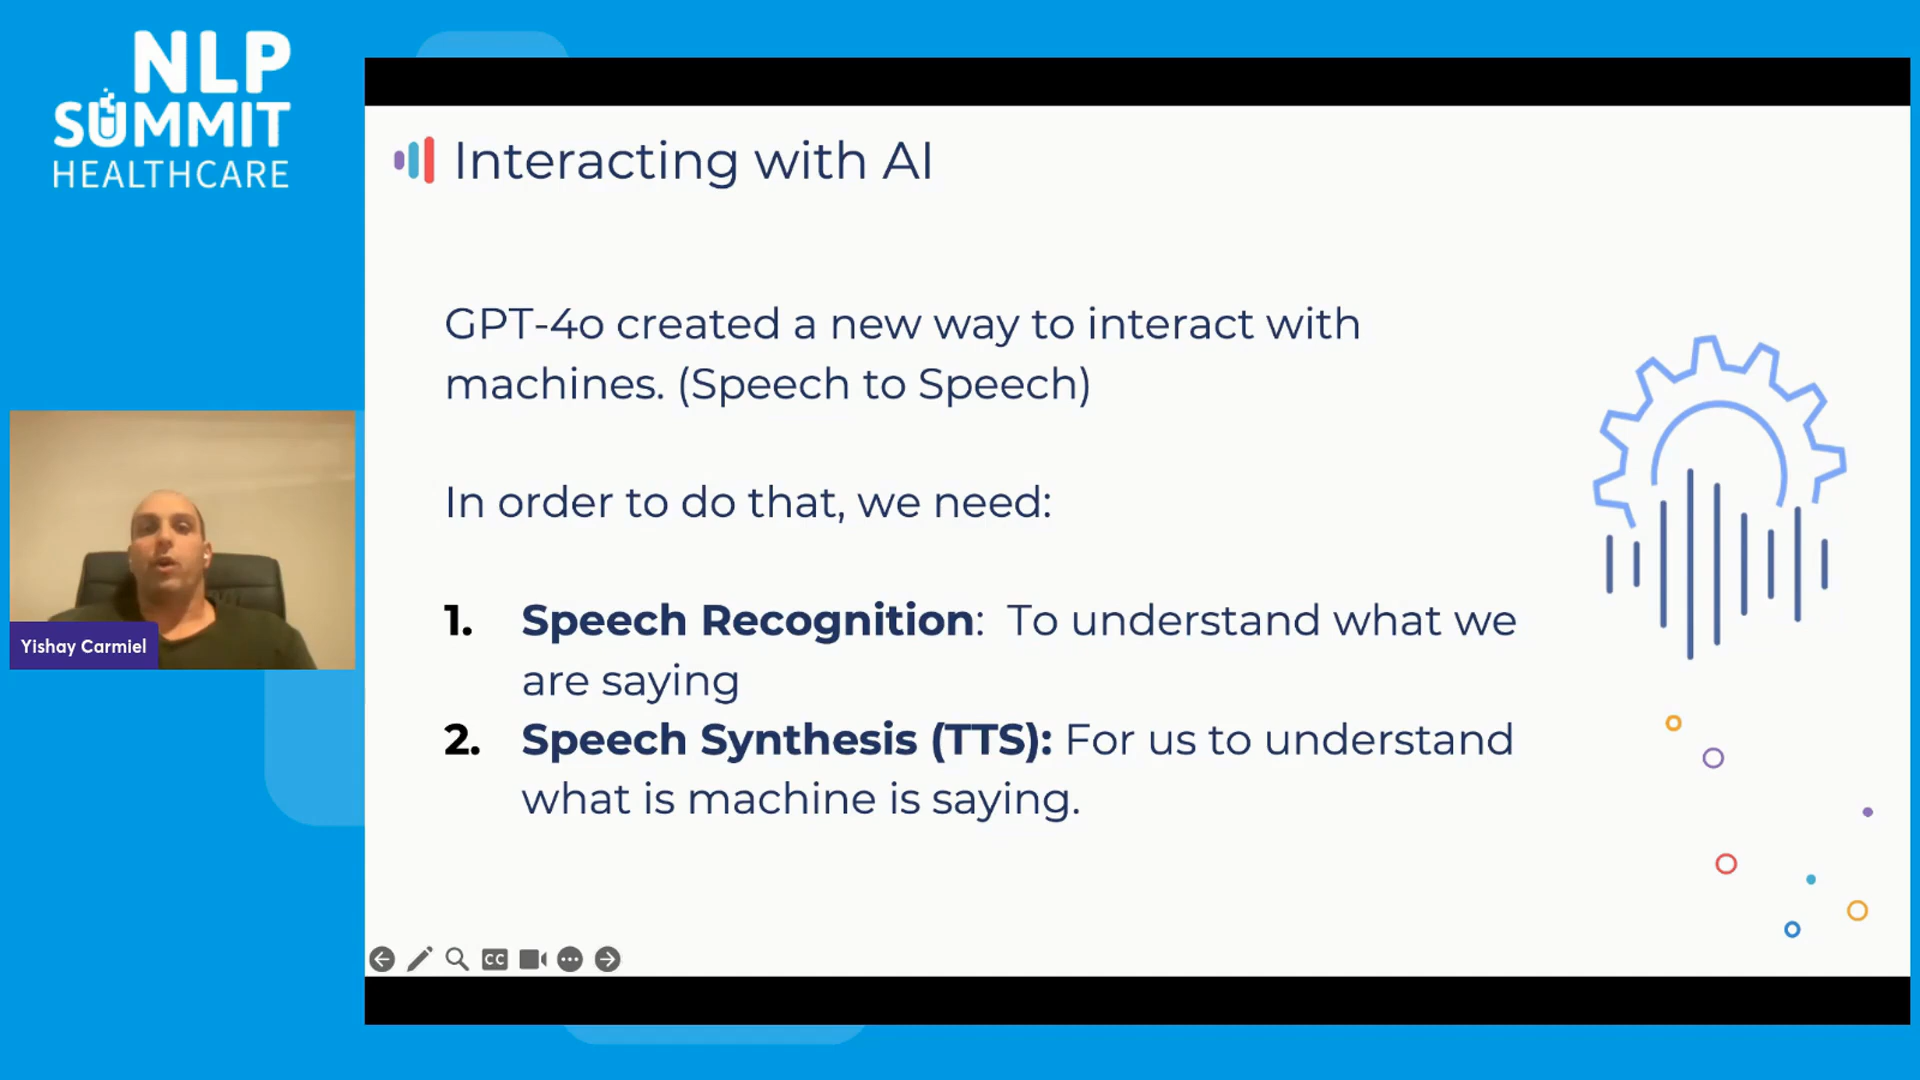 NLP
SUMMIT
HEALTHCARE
Interacting with AI
GPT-4o created a new way to interact with
machines. (Speech to Speech)
In order to do that, we need:
1. Speech Recognition: To understand what we
are saying
2. Speech Synthesis (TTS): For us to understand
what is machine is saying.
Yishay Carmiel
CC